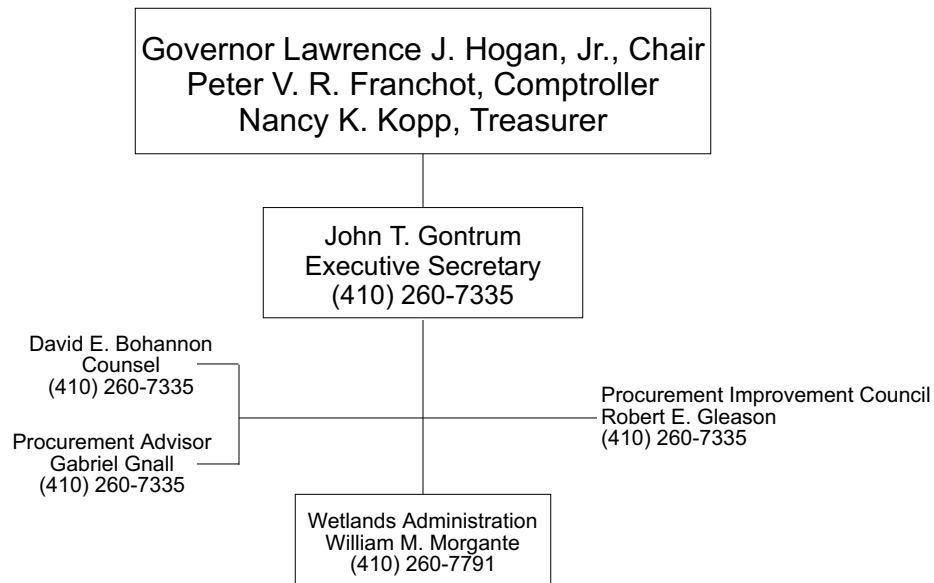 Governor Lawrence J. Hogan, Jr., Chair
Peter V. R. Franchot, Comptroller
Nancy K. Kopp, Treasurer
John T. Gontrum
Executive Secretary
(410) 260-7335
David E. Bohannon
Counsel
(410) 260-7335
Procurement Advisor
Gabriel Gnall
(410) 260-7335
Procurement Improvement Council
Robert E. Gleason
(410) 260-7335
Wetlands Administration
William M. Morgante
(410) 260-7791